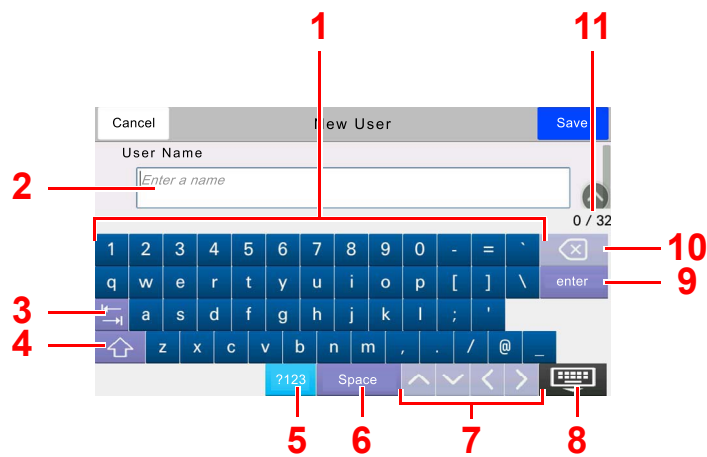 1 11
Cancel New User Save
User Name
2 Enter a name
0 / 32
1 2 3 4 5 6 7 8 9 0 - = ` 10
q w e r t y u i o p [ ] \ enter 9
3 a s d f g h j k l ; '
4 z x c v b n m , . / @ _
?123 Space
5 6 7 8